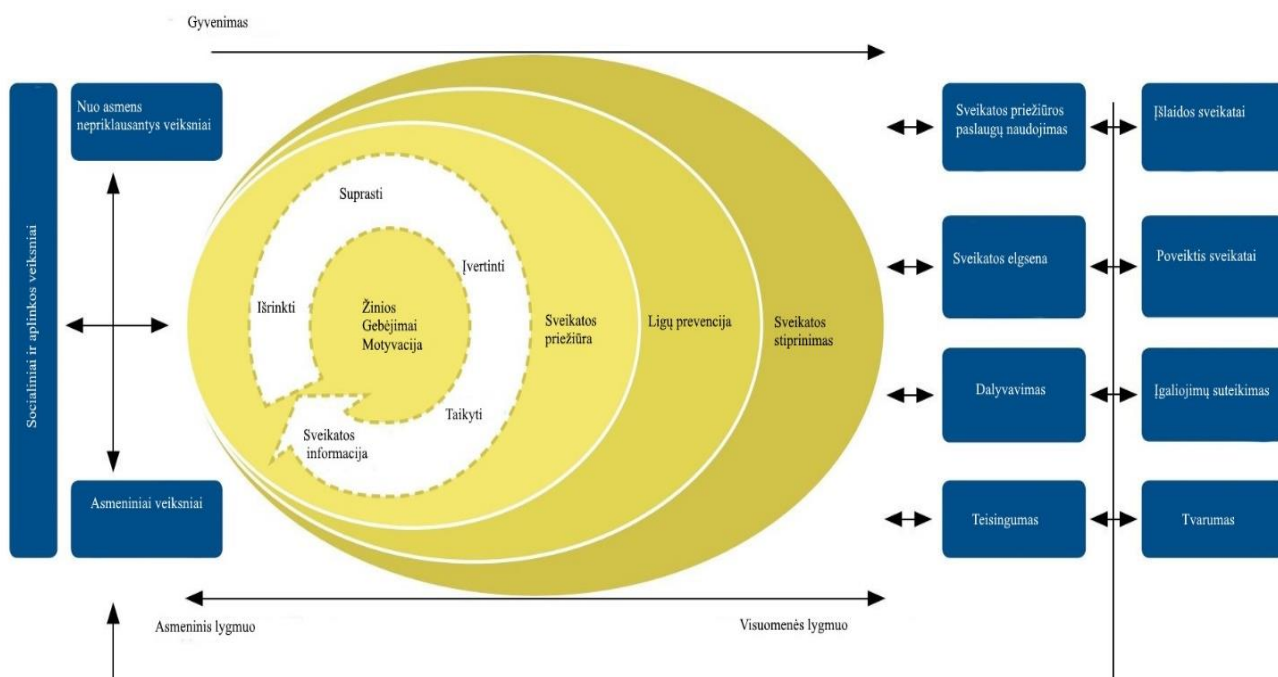 Gyvenimas
Socialiniai ir aplinkos veiksniai
Nuo asmens
nepriklausantys veiksniai
Asmeniniai veiksniai
Suprasti
Įvertinti
Išrinkti
Žinios
Gebėjimai
Motyvacija
Taikyti
Sveikatos
informacija
Sveikatos
priežiūra
Ligų prevencija
Sveikatos
stiprinimas
Sveikatos priežiūros
paslaugų naudojimas
Įšlaidos sveikatai
Sveikatos elgsena
Poveiktis sveikatai
Dalyvavimas
Įgaliojimų suteikimas
Teisingumas
Tvarumas
Asmeninis lygmuo
Visuomenės lygmuo